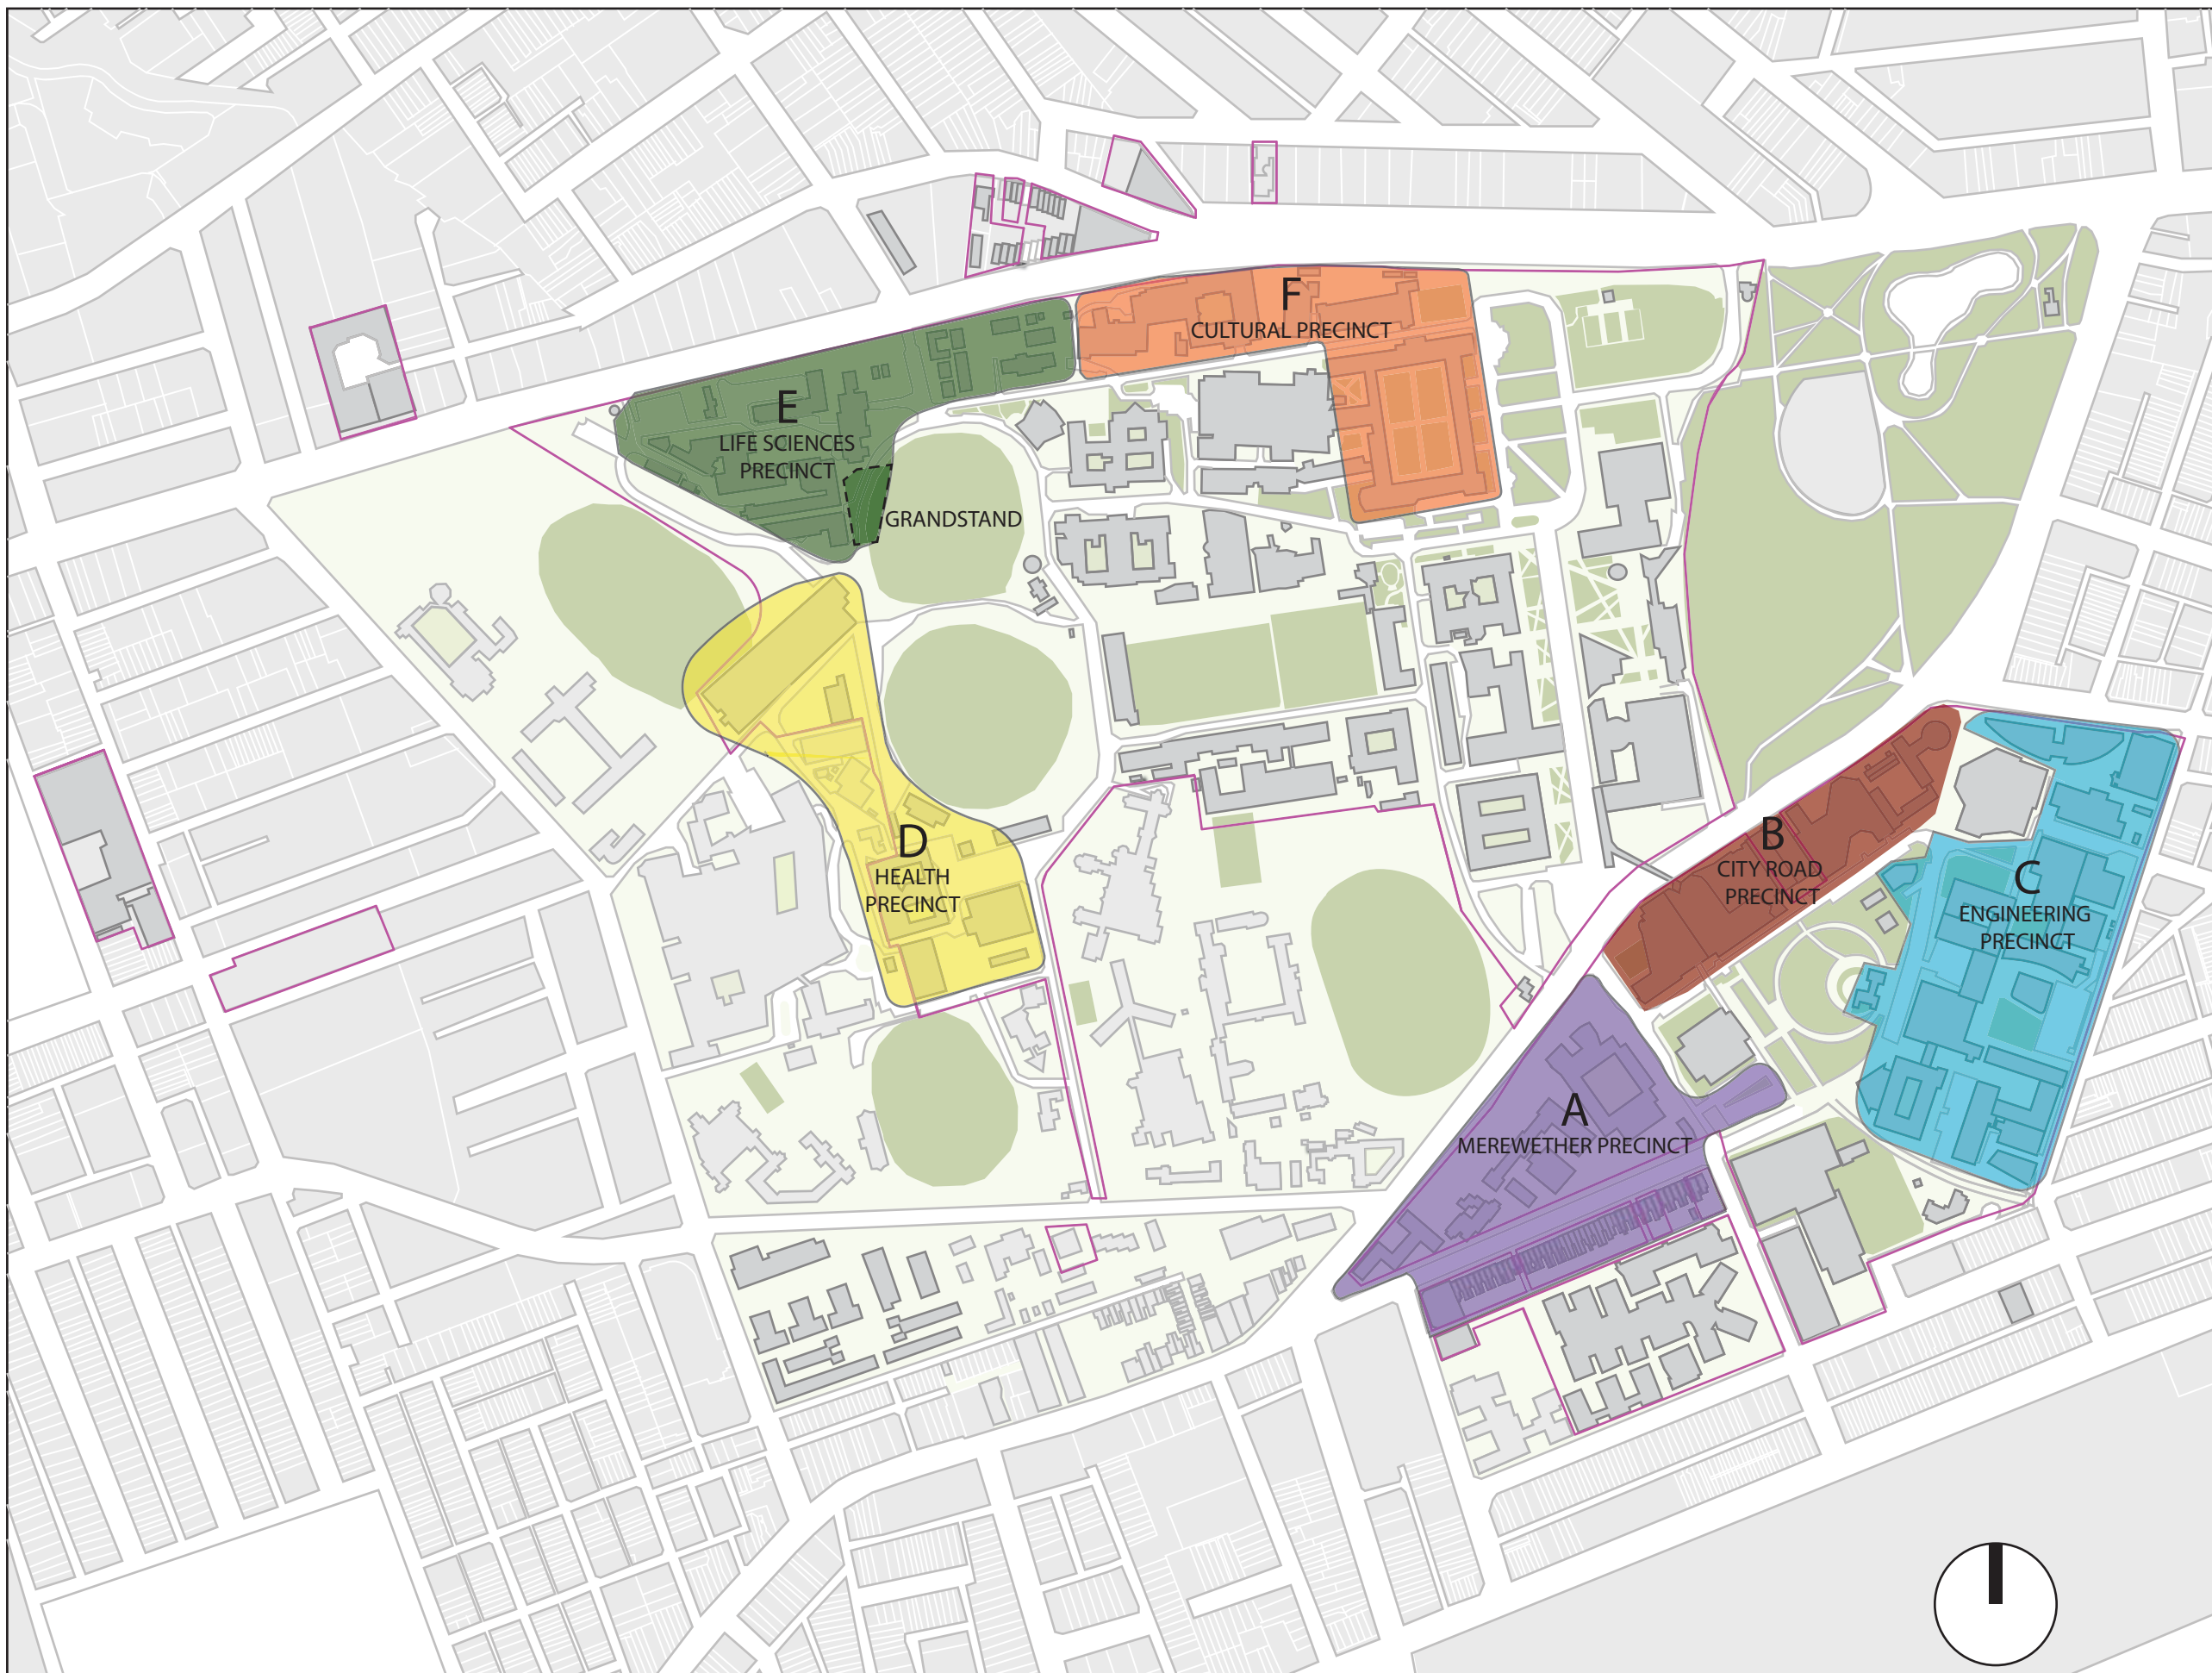 F
CULTURAL PRECINCT
E
LIFE SCIENCES
PRECINCT
GRANDSTAND
D
HEALTH
PRECINCT
B
CITY ROAD
PRECINCT
C
ENGINEERING
PRECINCT
A
MEREWETHER PRECINCT